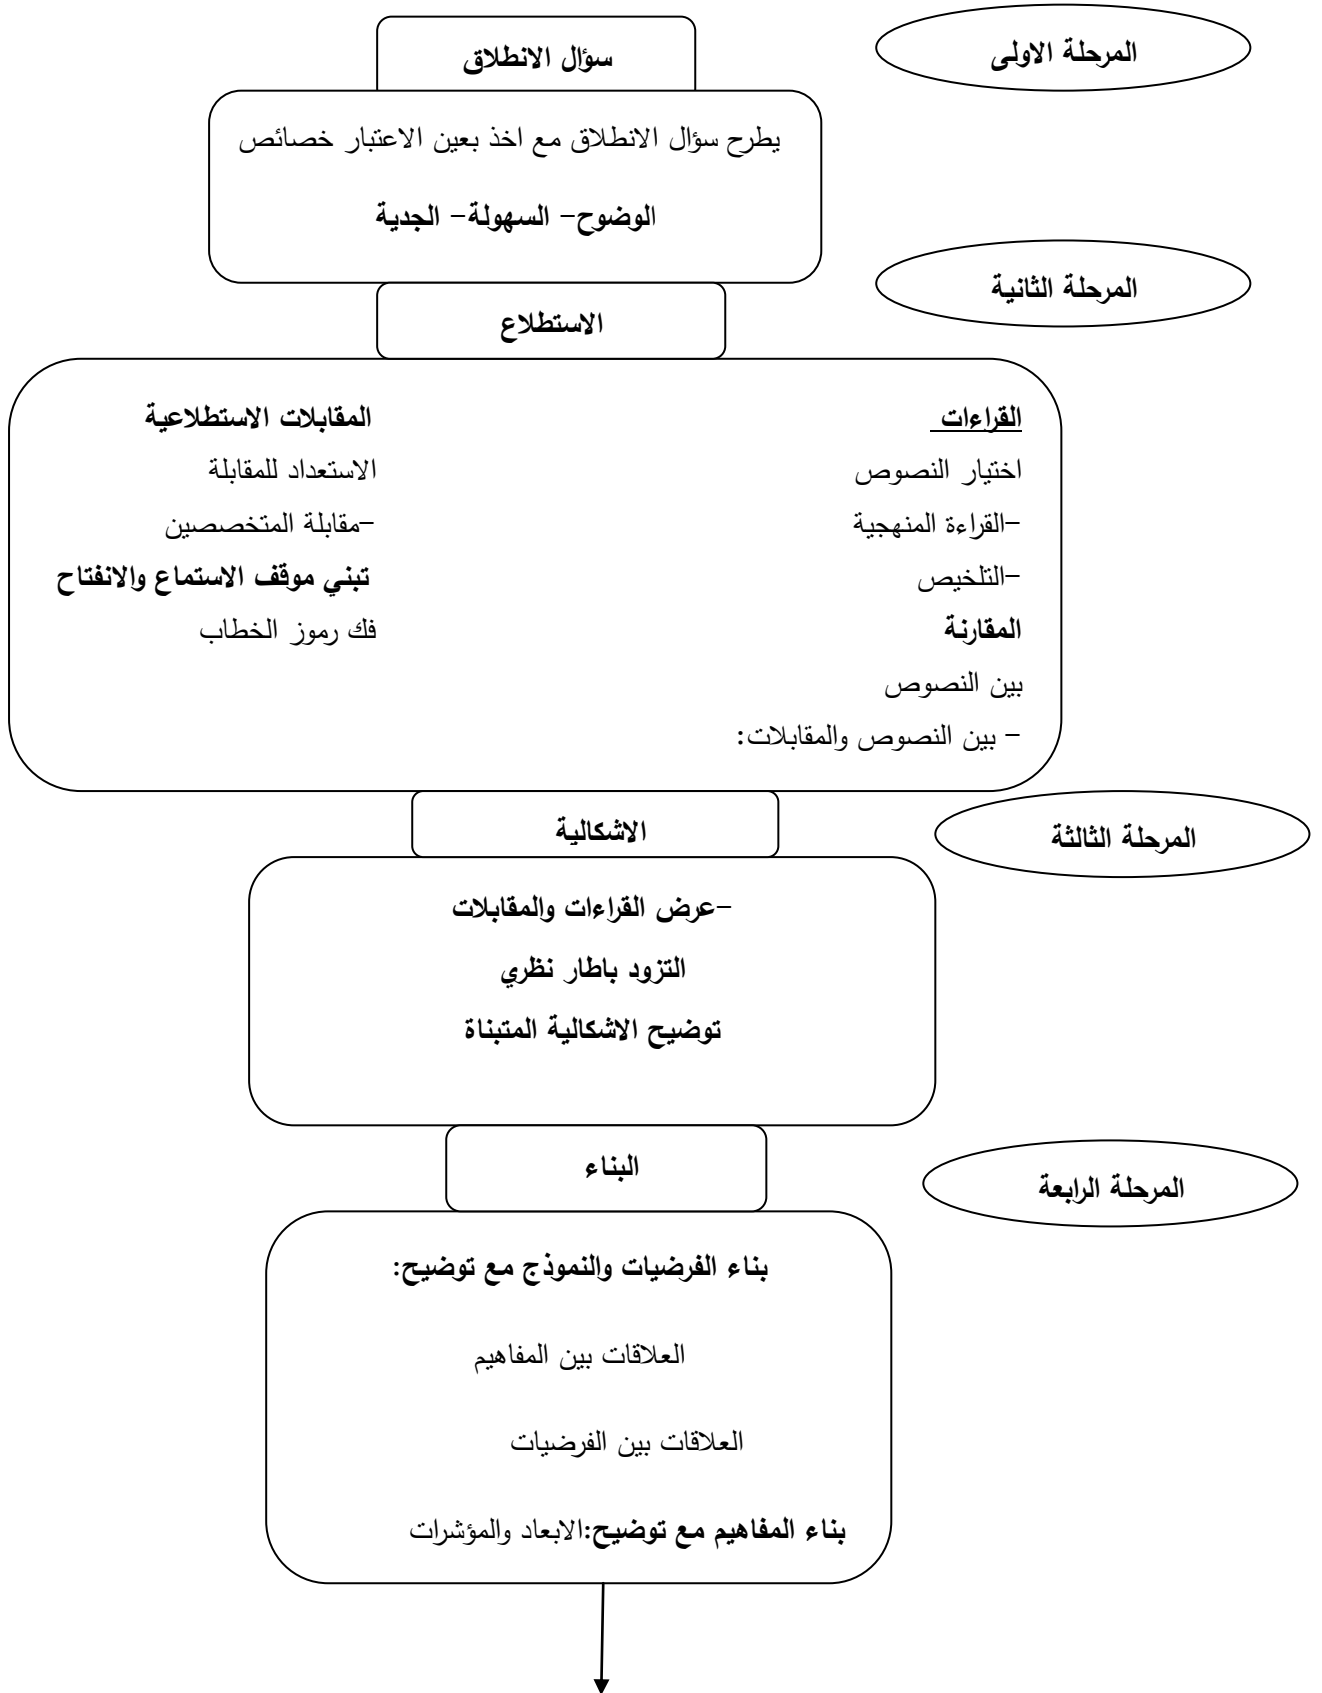 المرحلة الاولى
سؤال الانطلاق
يطرح سؤال الانطلاق مع اخذ بعين الاعتبار خصائص
الوضوح- السهولة- الجدية
المرحلة الثانية
الاستطلاع
القراءات
اختيار النصوص
-القراءة المنهجية
-التلخيص
المقارنة
بين النصوص
- بين النصوص والمقابلات:
المقابلات الاستطلاعية
الاستعداد للمقابلة
-مقابلة المتخصصين
تبني موقف الاستماع والانفتاح
فك رموز الخطاب
المرحلة الثالثة
الاشكالية
-عرض القراءات والمقابلات
التزود باطار نظري
توضيح الاشكالية المتبناة
المرحلة الرابعة
البناء
بناء الفرضيات والنموذج مع توضيح:
العلاقات بين المفاهيم
العلاقات بين الفرضيات
بناء المفاهيم مع توضيح:الابعاد والمؤشرات